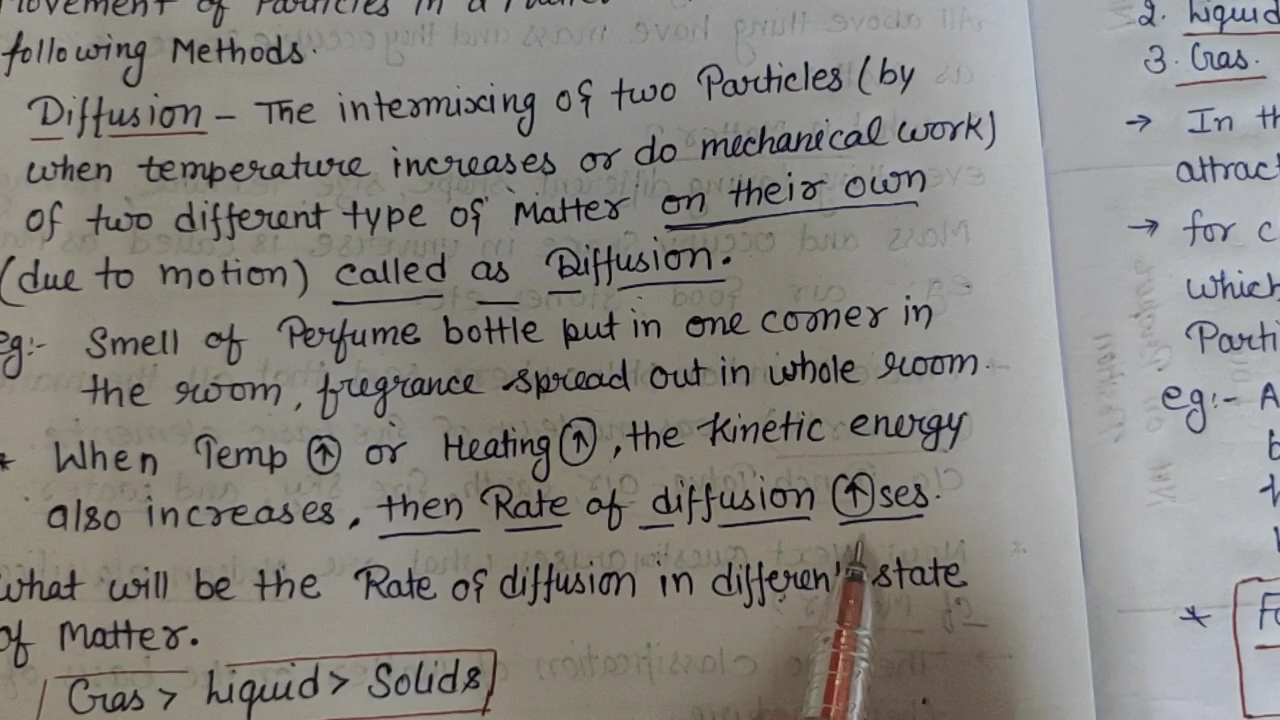 Movement of Particles in a
following Methods.
Diffusion – The intermixing of two Particles (by
when temperature increases or do mechanical work)
of two different type of Matter on their own
(due to motion) called as Diffusion.
eg:- Smell of Perfume bottle put in one corner in
the room, fregrance spread out in whole room.
* When Temp ↑ or Heating ↑, the Kinetic energy
also increases, then Rate of diffusion ↑ses.
what will be the Rate of diffusion in different state
of Matter.
Gas > Liquid > Solids
2. Liquid
3. Gas.
→ In th
attrac
→ for c
which
Parti
eg:- A
*